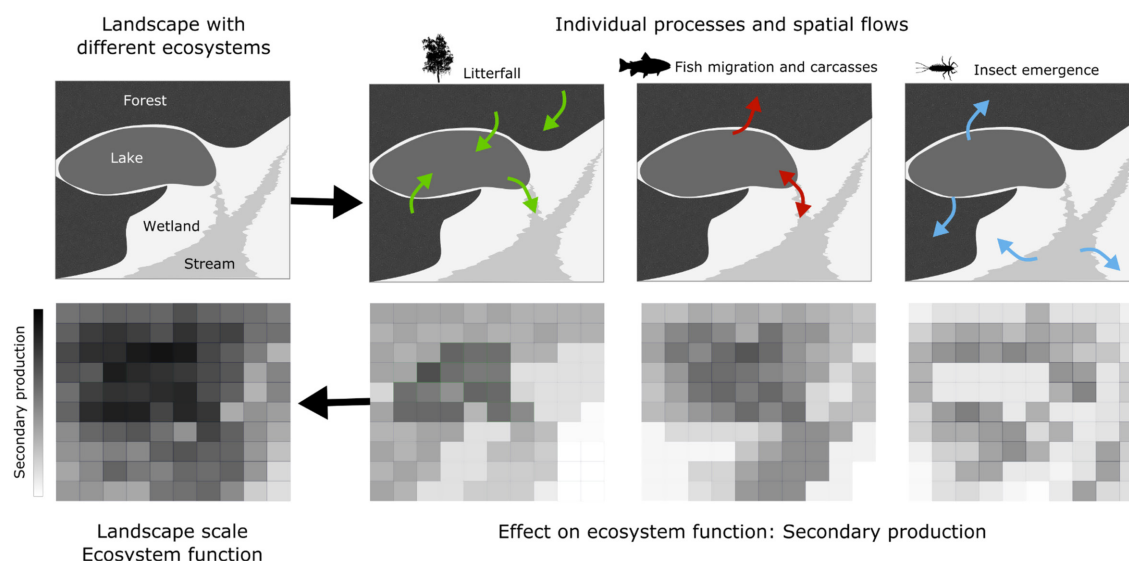 Landscape with
different ecosystems
Individual processes and spatial flows
Litterfall
Fish migration and carcasses
Insect emergence
Forest
Lake
Wetland
Stream
Secondary production
Landscape scale
Ecosystem function
Effect on ecosystem function: Secondary production